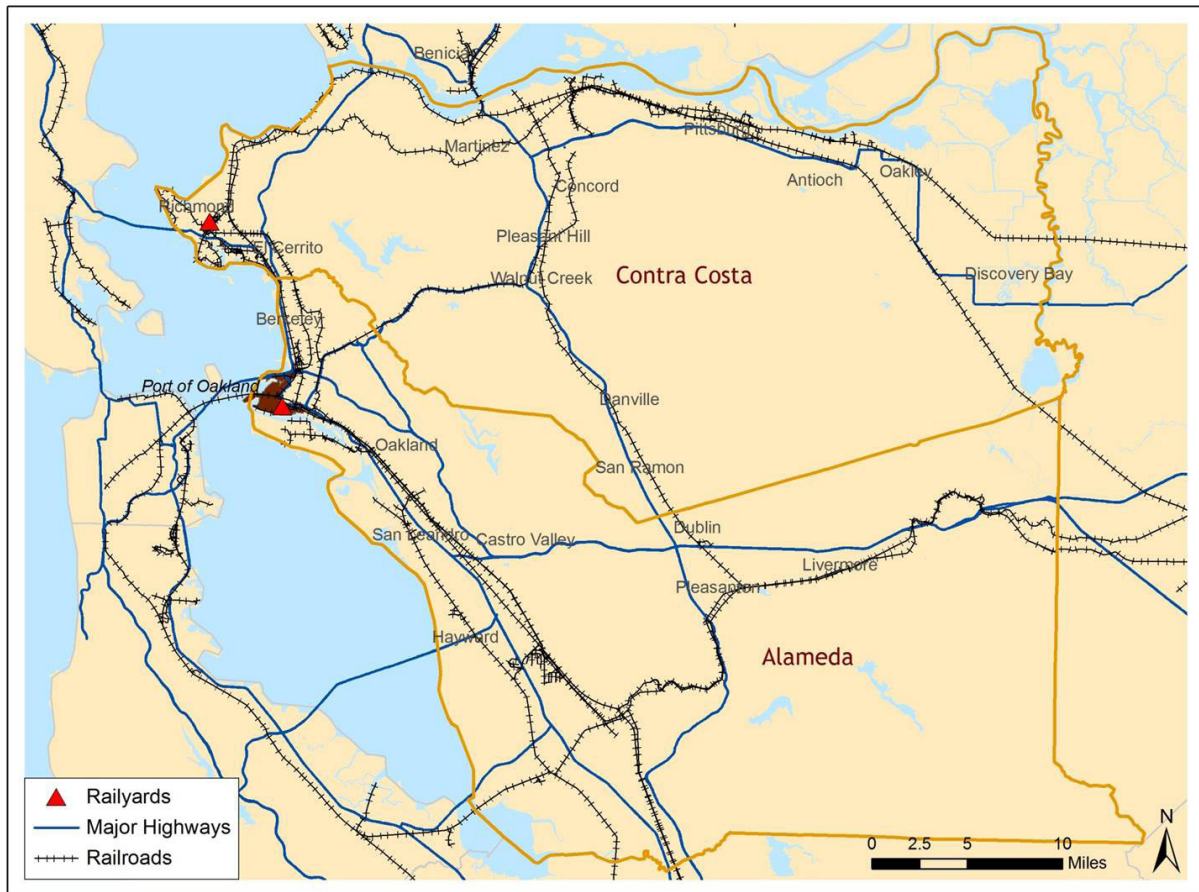 Benicia
Martinez
Pittsburg
Antioch
Oakley
Concord
Richmond
El Cerrito
Pleasant Hill
Walnut Creek
Contra Costa
Discovery Bay
Berkeley
Port of Oakland
Danville
Oakland
San Ramon
San Leandro
Castro Valley
Dublin
Livermore
Pleasanton
Hayward
Alameda
Railyards
Major Highways
Railroads
N
0 2.5 5 10
Miles